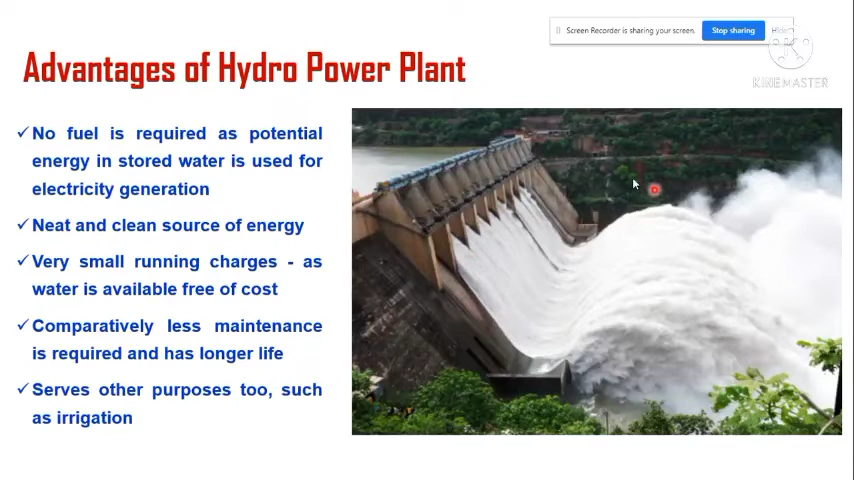 Screen Recorder is sharing your screen.
Stop sharing
Hide
KINEMASTER
Advantages of Hydro Power Plant
✓No fuel is required as potential
energy in stored water is used for
electricity generation
✓Neat and clean source of energy
✓Very small running charges - as
water is available free of cost
✓Comparatively less maintenance
is required and has longer life
✓Serves other purposes too, such
as irrigation